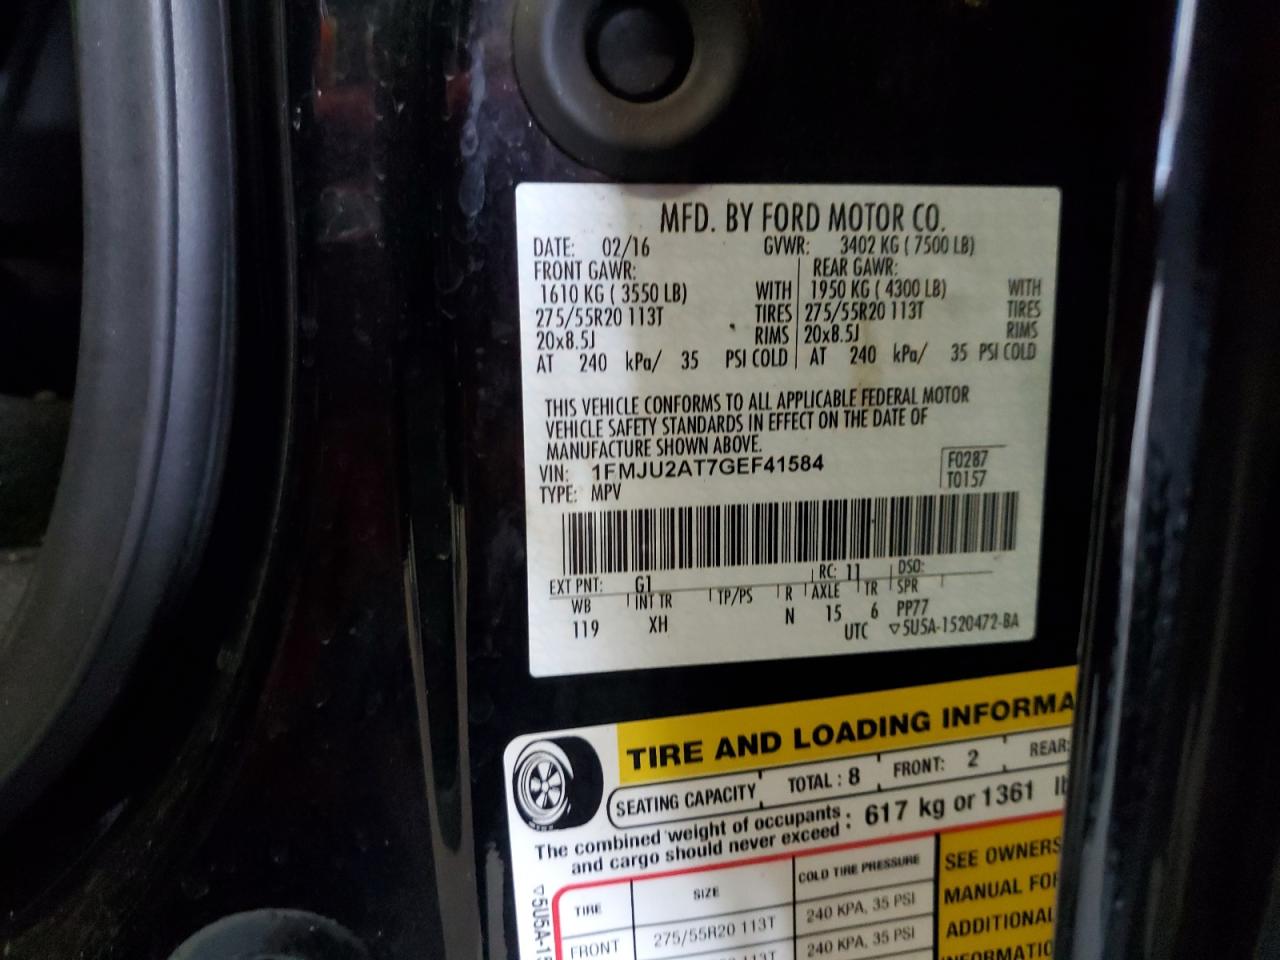 MFD. BY FORD MOTOR CO.
DATE: 02/16 GVWR: 3402 KG ( 7500 LB)
FRONT GAWR: REAR GAWR:
1610 KG ( 3550 LB) WITH 1950 KG ( 4300 LB) WITH
275/55R20 113T TIRES 275/55R20 113T TIRES
20x8.5J RIMS 20x8.5J RIMS
AT 240 kPa/ 35 PSI COLD AT 240 kPa/ 35 PSI COLD
THIS VEHICLE CONFORMS TO ALL APPLICABLE FEDERAL MOTOR
VEHICLE SAFETY STANDARDS IN EFFECT ON THE DATE OF
MANUFACTURE SHOWN ABOVE.
VIN: 1FMJU2AT7GEF41584 F0287
TYPE: MPV T0157
EXT PNT: G1 RC: 11 DSO:
WB INT TR TP/PS R AXLE TR SPR
119 XH N 15 6 PP77
UTC ▽5U5A-1520472-BA
TIRE AND LOADING INFORMA
SEATING CAPACITY TOTAL : 8 FRONT: 2 REAR:
The combined weight of occupants
and cargo should never exceed : 617 kg or 1361 lb
TIRE SIZE COLD TIRE PRESSURE SEE OWNERS
MANUAL FOR
FRONT 275/55R20 113T 240 KPA, 35 PSI ADDITIONAL
113T 240 KPA, 35 PSI INFORMATIO
▽5U5A-15